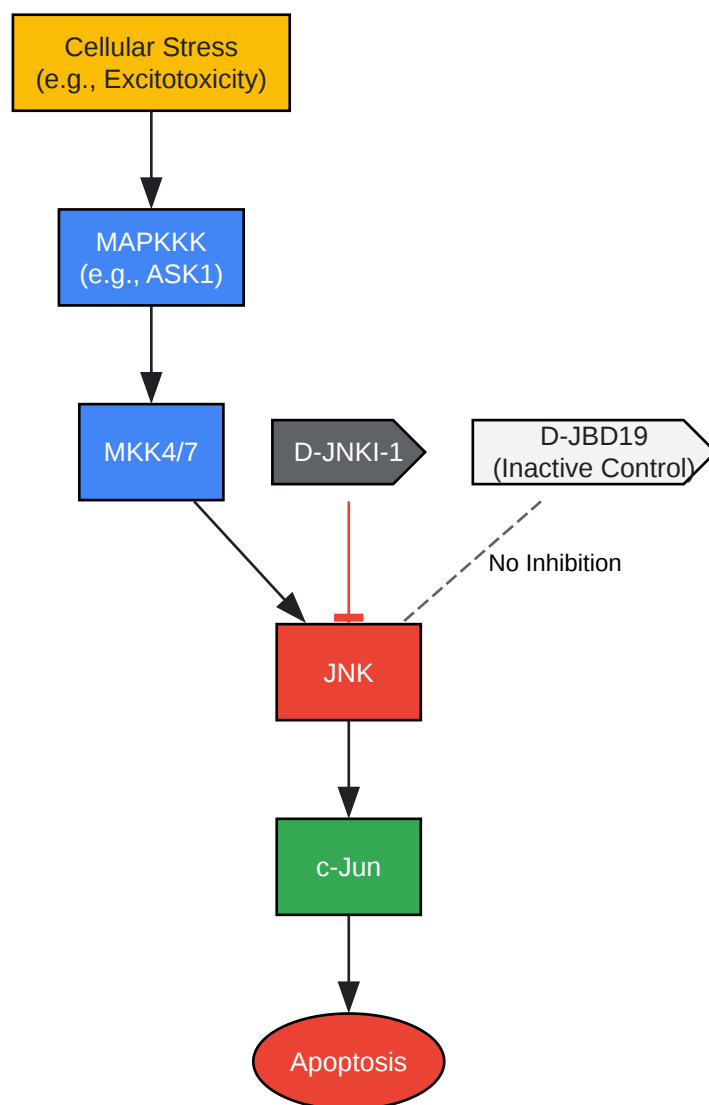 Cellular Stress
(e.g., Excitotoxicity)
MAPKKK
(e.g., ASK1)
MKK4/7
D-JNKI-1
D-JBD19
(Inactive Control)
No Inhibition
JNK
c-Jun
Apoptosis